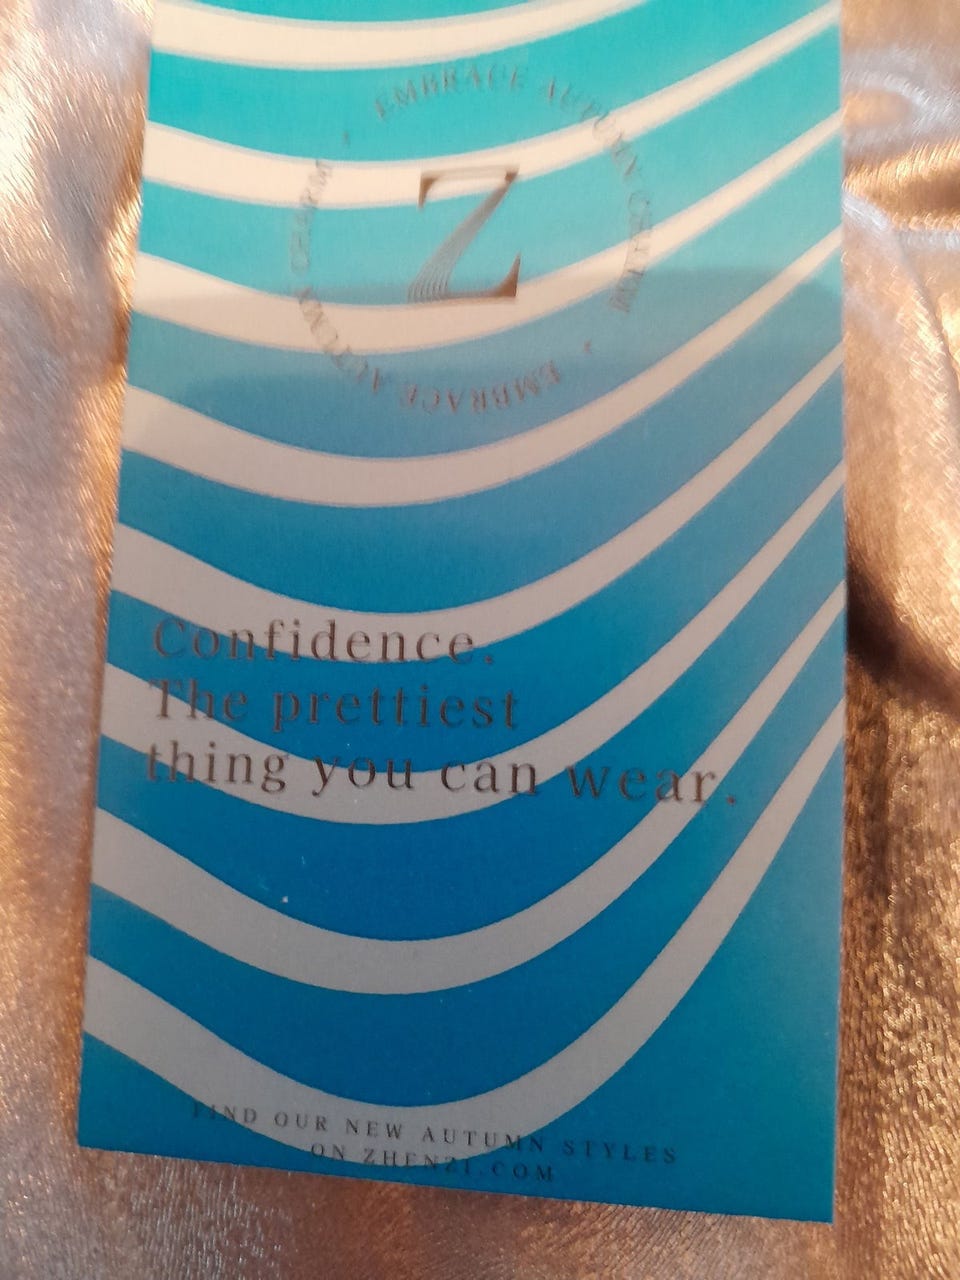 EMBRACE AUTUMN CHARM • EMBRACE AUTUMN CHARM •
Z
Confidence.
The prettiest
thing you can wear.
FIND OUR NEW AUTUMN STYLES
ON ZHENZI.COM